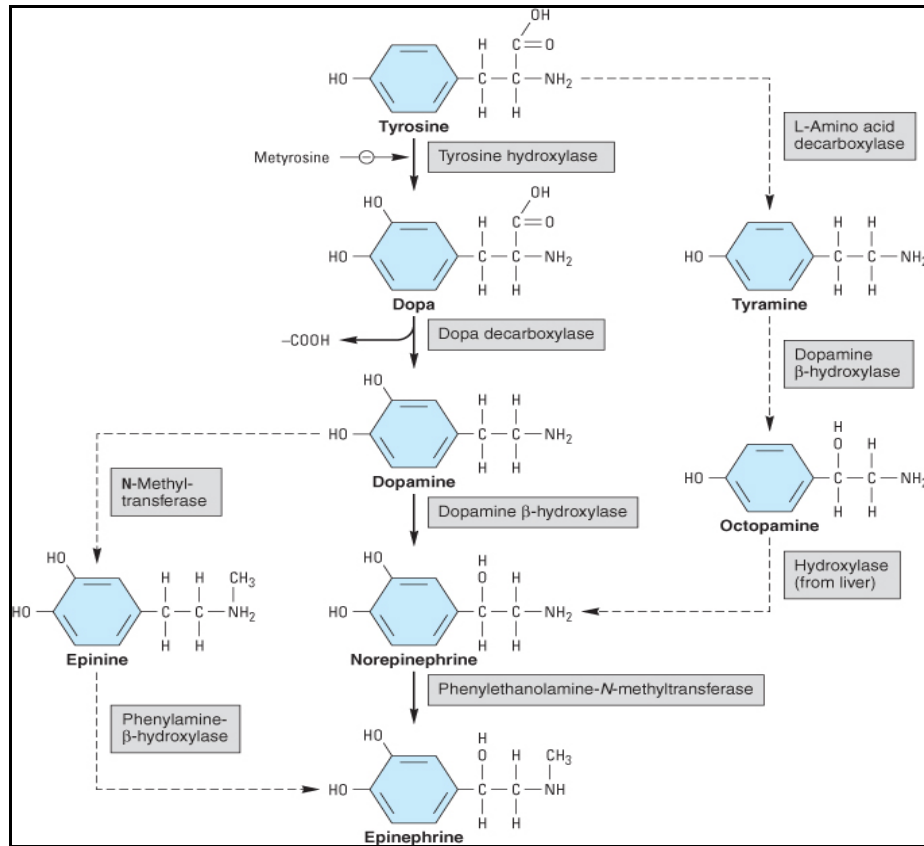 OH
H C=O
HO C C NH₂
H H
Tyrosine
L-Amino acid
decarboxylase
Metyrosine −
Tyrosine hydroxylase
OH
HO H C=O
HO C C NH₂
H H
Dopa
H H
HO C C NH₂
H H
Tyramine
–COOH
Dopa decarboxylase
Dopamine
β-hydroxylase
HO H H
HO C C NH₂
H H
Dopamine
H
O H
HO C C NH₂
H H
Octopamine
N-Methyl-
transferase
Dopamine β-hydroxylase
Hydroxylase
(from liver)
HO H H CH₃
HO C C NH₂
H H
Epinine
H
HO O H
HO C C NH₂
H H
Norepinephrine
Phenylethanolamine-N-methyltransferase
Phenylamine-
β-hydroxylase
H
HO O H CH₃
HO C C NH
H H
Epinephrine